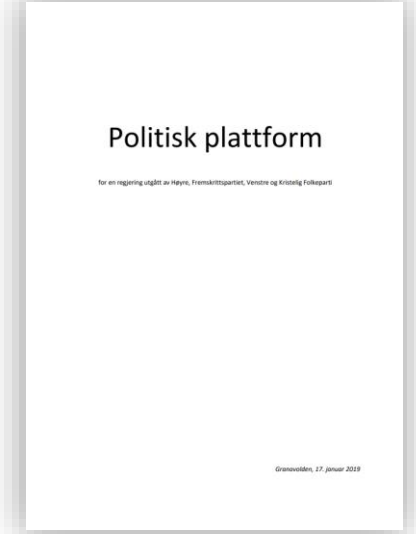 Politisk plattform
for en regjering utgått av Høyre, Fremskrittspartiet, Venstre og Kristelig Folkeparti
Granavolden, 17. januar 2019